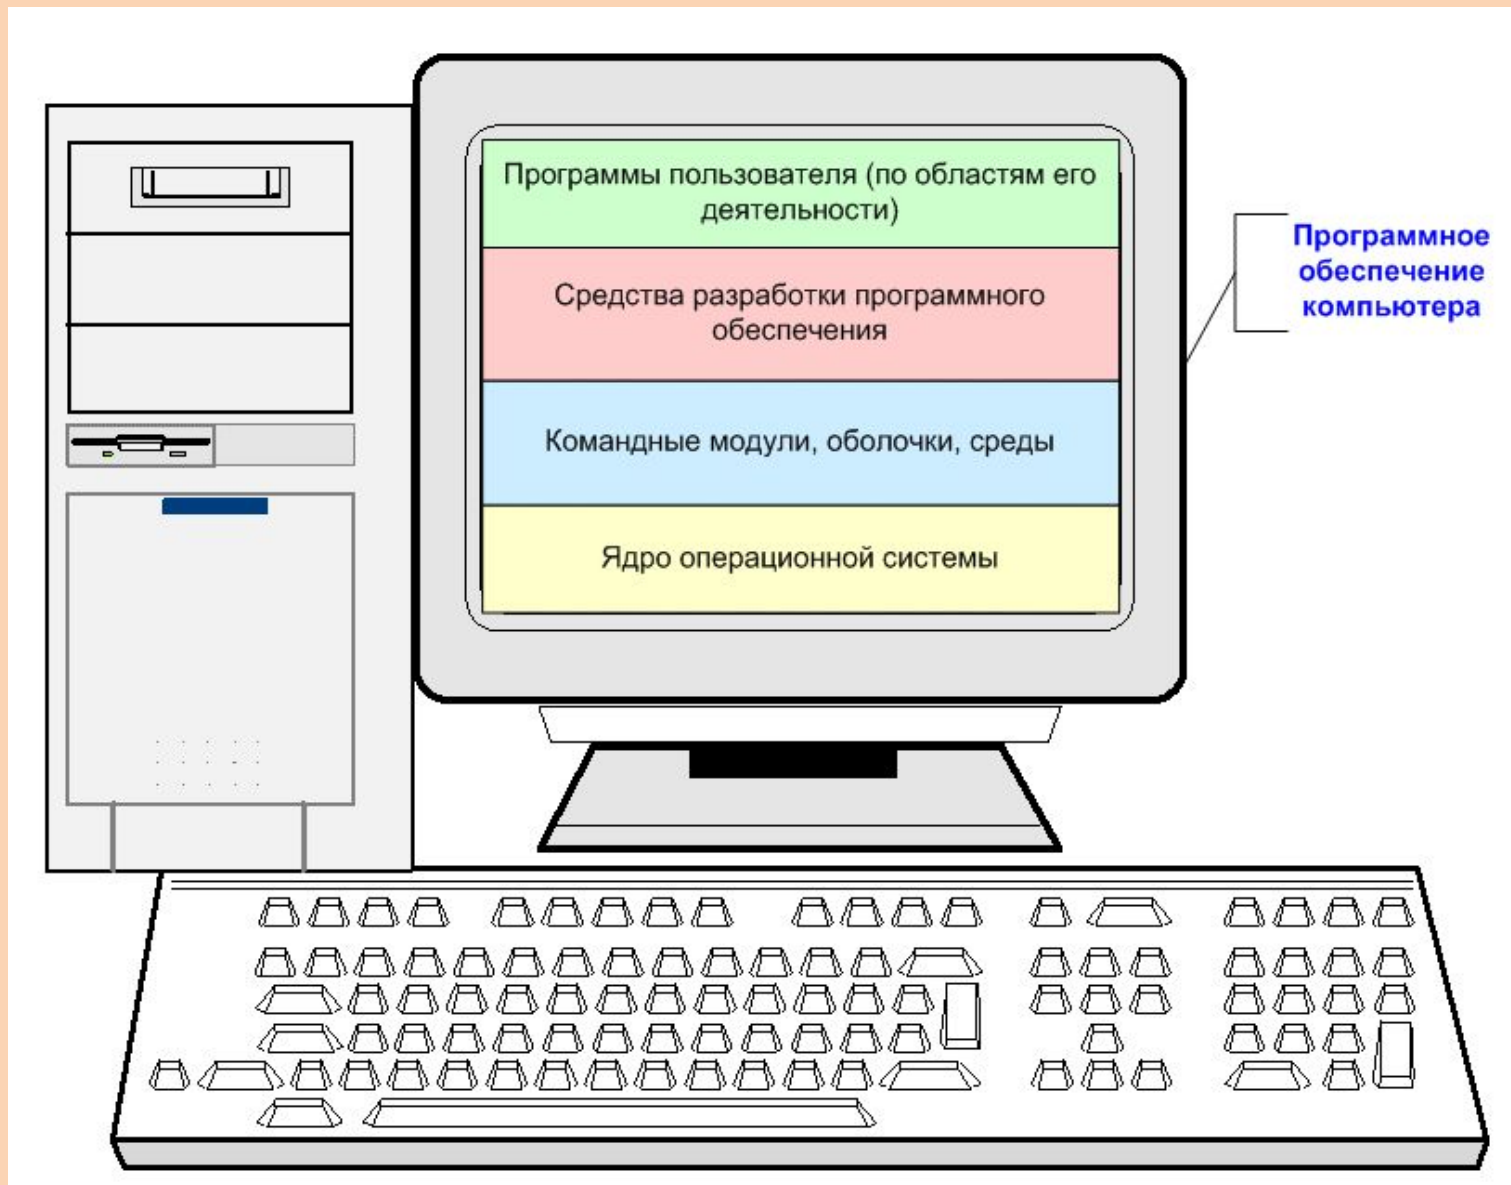 Программы пользователя (по областям его
деятельности)
Средства разработки программного
обеспечения
Командные модули, оболочки, среды
Ядро операционной системы
Программное
обеспечение
компьютера